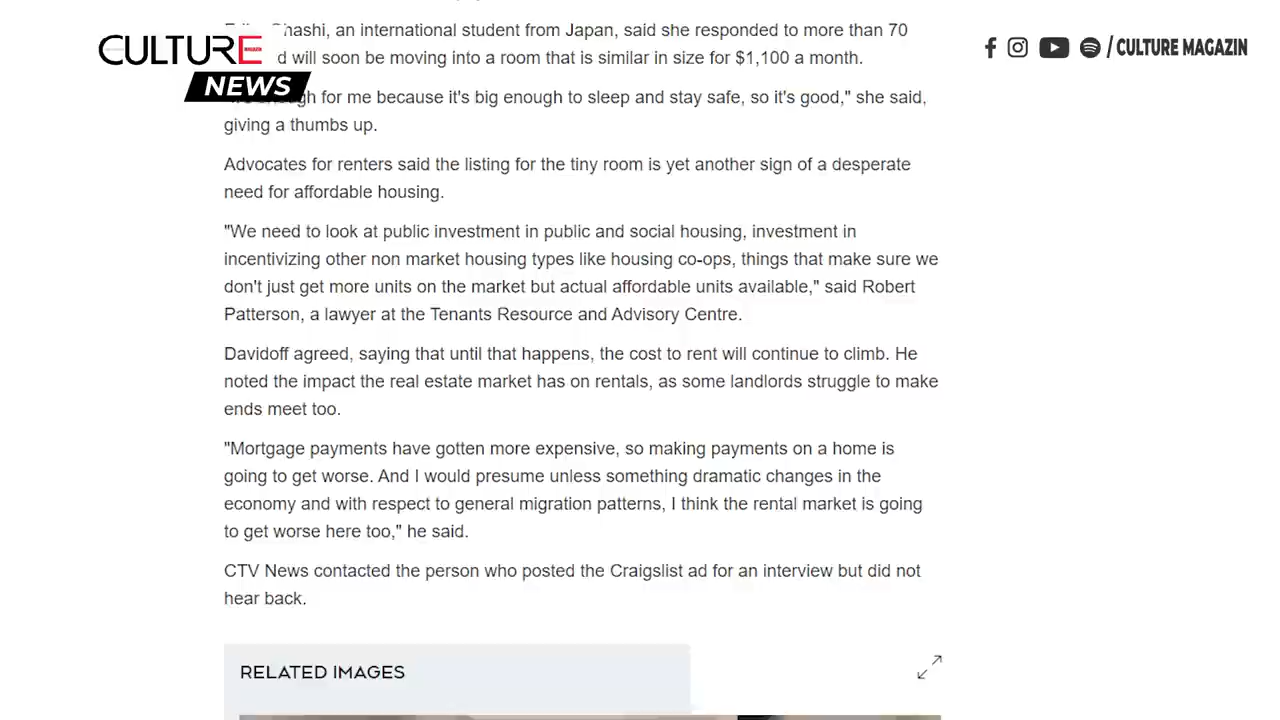 hashi, an international student from Japan, said she responded to more than 70
CULTURE
NEWS
/ CULTURE MAGAZIN
d will soon be moving into a room that is similar in size for $1,100 a month.
for me because it's big enough to sleep and stay safe, so it's good," she said,
giving a thumbs up.
Advocates for renters said the listing for the tiny room is yet another sign of a desperate
need for affordable housing.
"We need to look at public investment in public and social housing, investment in
incentivizing other non market housing types like housing co-ops, things that make sure we
don't just get more units on the market but actual affordable units available," said Robert
Patterson, a lawyer at the Tenants Resource and Advisory Centre.
Davidoff agreed, saying that until that happens, the cost to rent will continue to climb. He
noted the impact the real estate market has on rentals, as some landlords struggle to make
ends meet too.
"Mortgage payments have gotten more expensive, so making payments on a home is
going to get worse. And I would presume unless something dramatic changes in the
economy and with respect to general migration patterns, I think the rental market is going
to get worse here too," he said.
CTV News contacted the person who posted the Craigslist ad for an interview but did not
hear back.
RELATED IMAGES